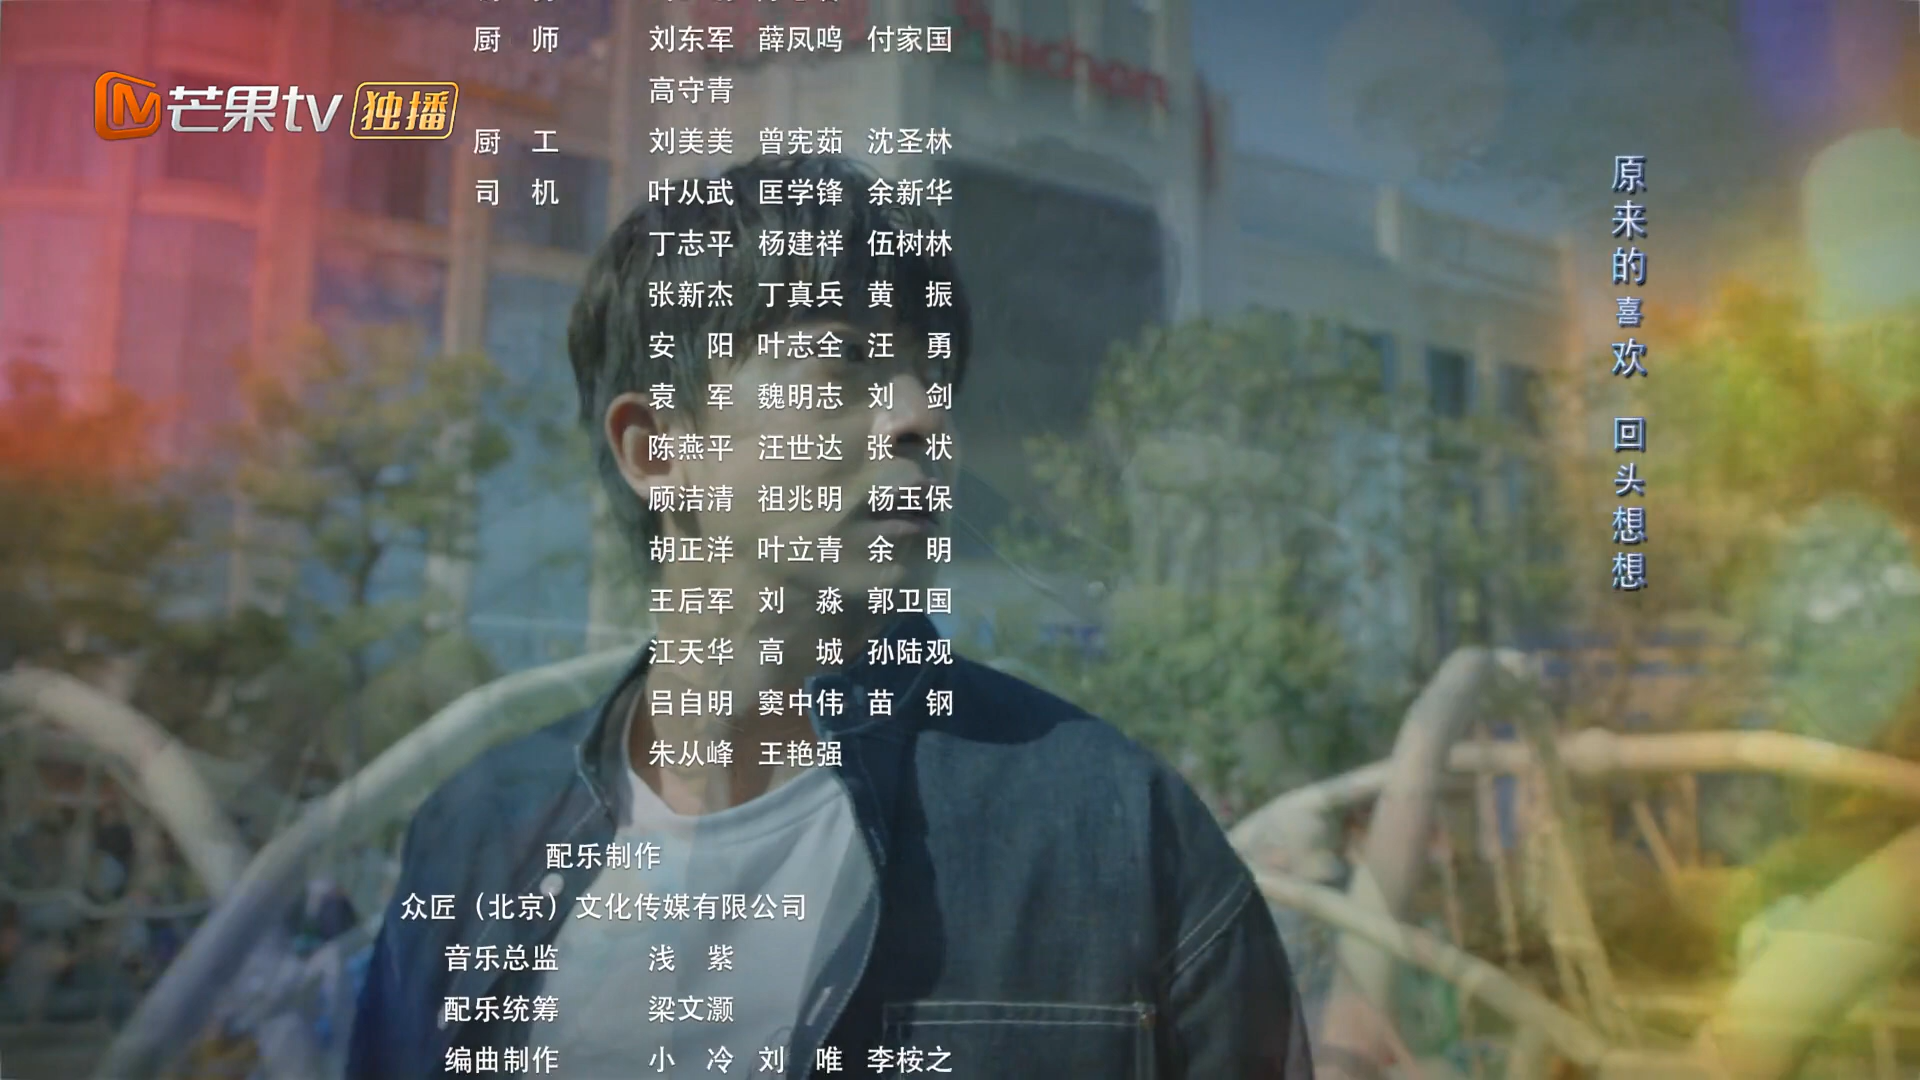 厨 师 刘东军 薛凤鸣 付家国
高守青
芒果tv 独播
厨 工 刘美美 曾宪茹 沈圣林
司 机 叶从武 匡学锋 余新华
丁志平 杨建祥 伍树林
张新杰 丁真兵 黄 振
安 阳 叶志全 汪 勇
袁 军 魏明志 刘 剑
陈燕平 汪世达 张 状
顾洁清 祖兆明 杨玉保
胡正洋 叶立青 余 明
王后军 刘 淼 郭卫国
江天华 高 城 孙陆观
吕自明 窦中伟 苗 钢
朱从峰 王艳强
配乐制作
众匠（北京）文化传媒有限公司
音乐总监 浅 紫
配乐统筹 梁文灏
编曲制作 小 冷 刘 唯 李桉之
原来的喜欢 回头想想
Auchan